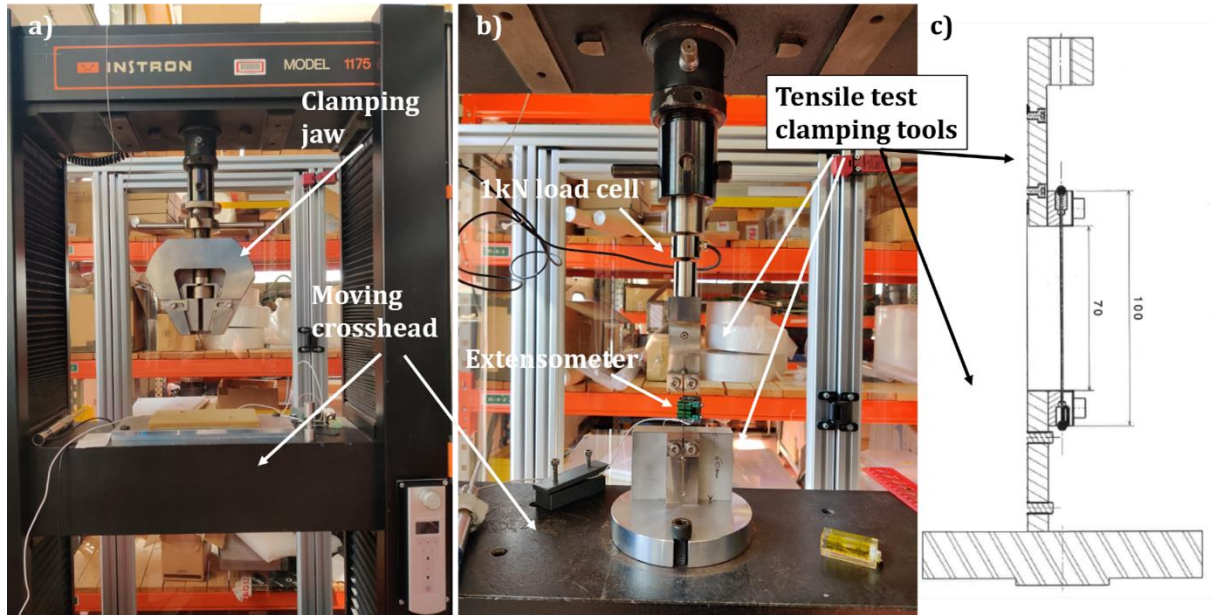 a)
INSTRON
MODEL 1175
Clamping
jaw
Moving
crosshead
b)
1kN load cell
Extensometer
Tensile test
clamping tools
c)
70
100